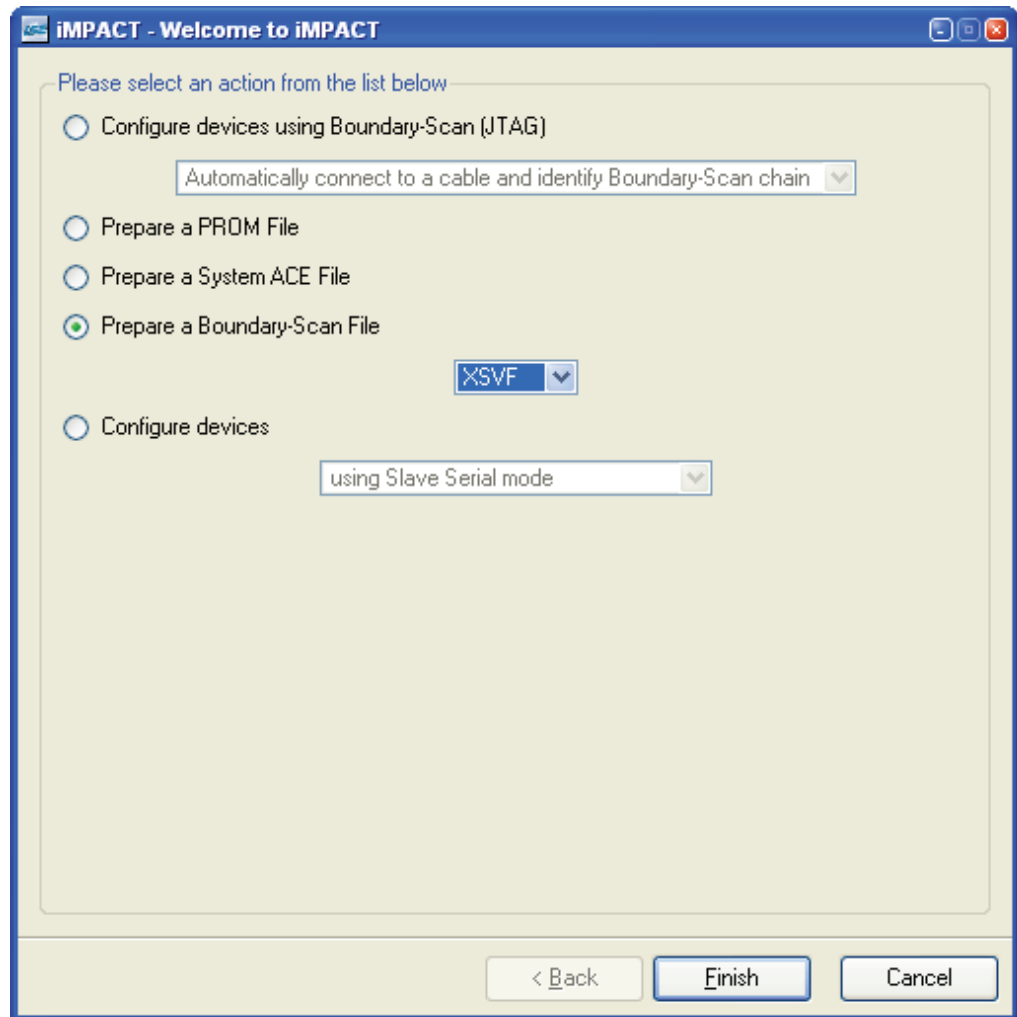 iMPACT - Welcome to iMPACT
Please select an action from the list below
Configure devices using Boundary-Scan (JTAG)
Automatically connect to a cable and identify Boundary-Scan chain
Prepare a PROM File
Prepare a System ACE File
Prepare a Boundary-Scan File
XSVF
Configure devices
using Slave Serial mode
< Back Finish Cancel